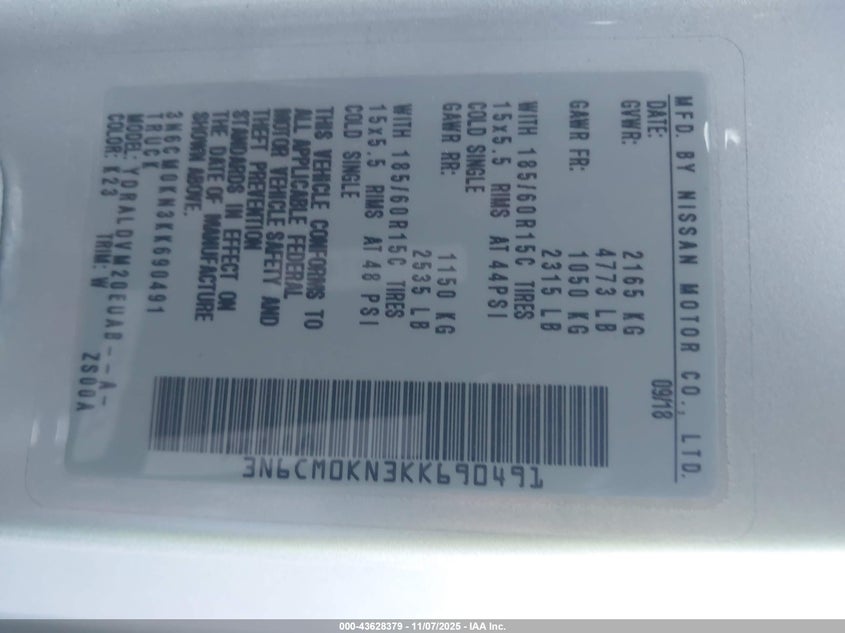 MFD. BY NISSAN MOTOR CO., LTD.
DATE: 09/18
GVWR: 2165 KG
4773 LB
GAWR FR: 1050 KG
2315 LB
WITH 185/60R15C TIRES
15x5.5 RIMS AT 44PSI
COLD SINGLE
GAWR RR: 1150 KG
2535 LB
WITH 185/60R15C TIRES
15x5.5 RIMS AT 48 PSI
COLD SINGLE
THIS VEHICLE CONFORMS TO
ALL APPLICABLE FEDERAL
MOTOR VEHICLE SAFETY AND
THEFT PREVENTION
STANDARDS IN EFFECT ON
THE DATE OF MANUFACTURE
SHOWN ABOVE.
3N6CM0KN3KK690491
TRUCK
MODEL: YDRALDVM20EUAB--A-
COLOR: K23 TRIM: W ZS00A
3N6CM0KN3KK690491
000-43628379 - 11/07/2025 - IAA Inc.